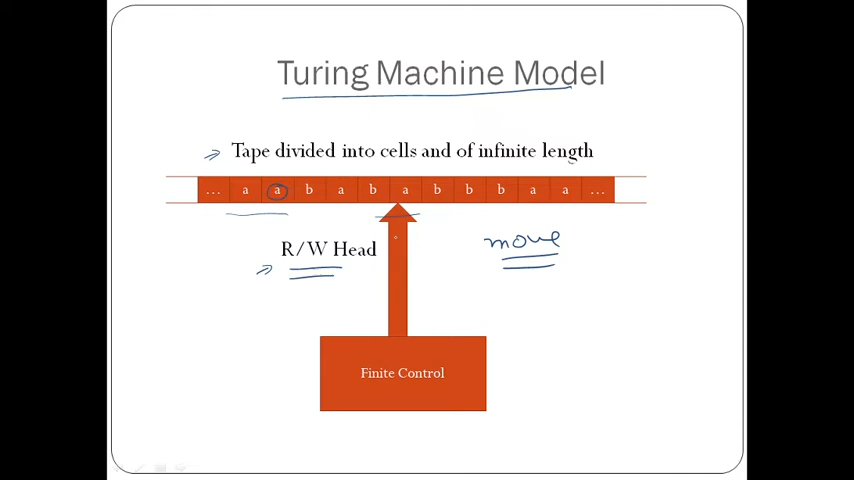 Turing Machine Model
Tape divided into cells and of infinite length
... a a b a b a b b b a a ...
R/W Head
move
Finite Control